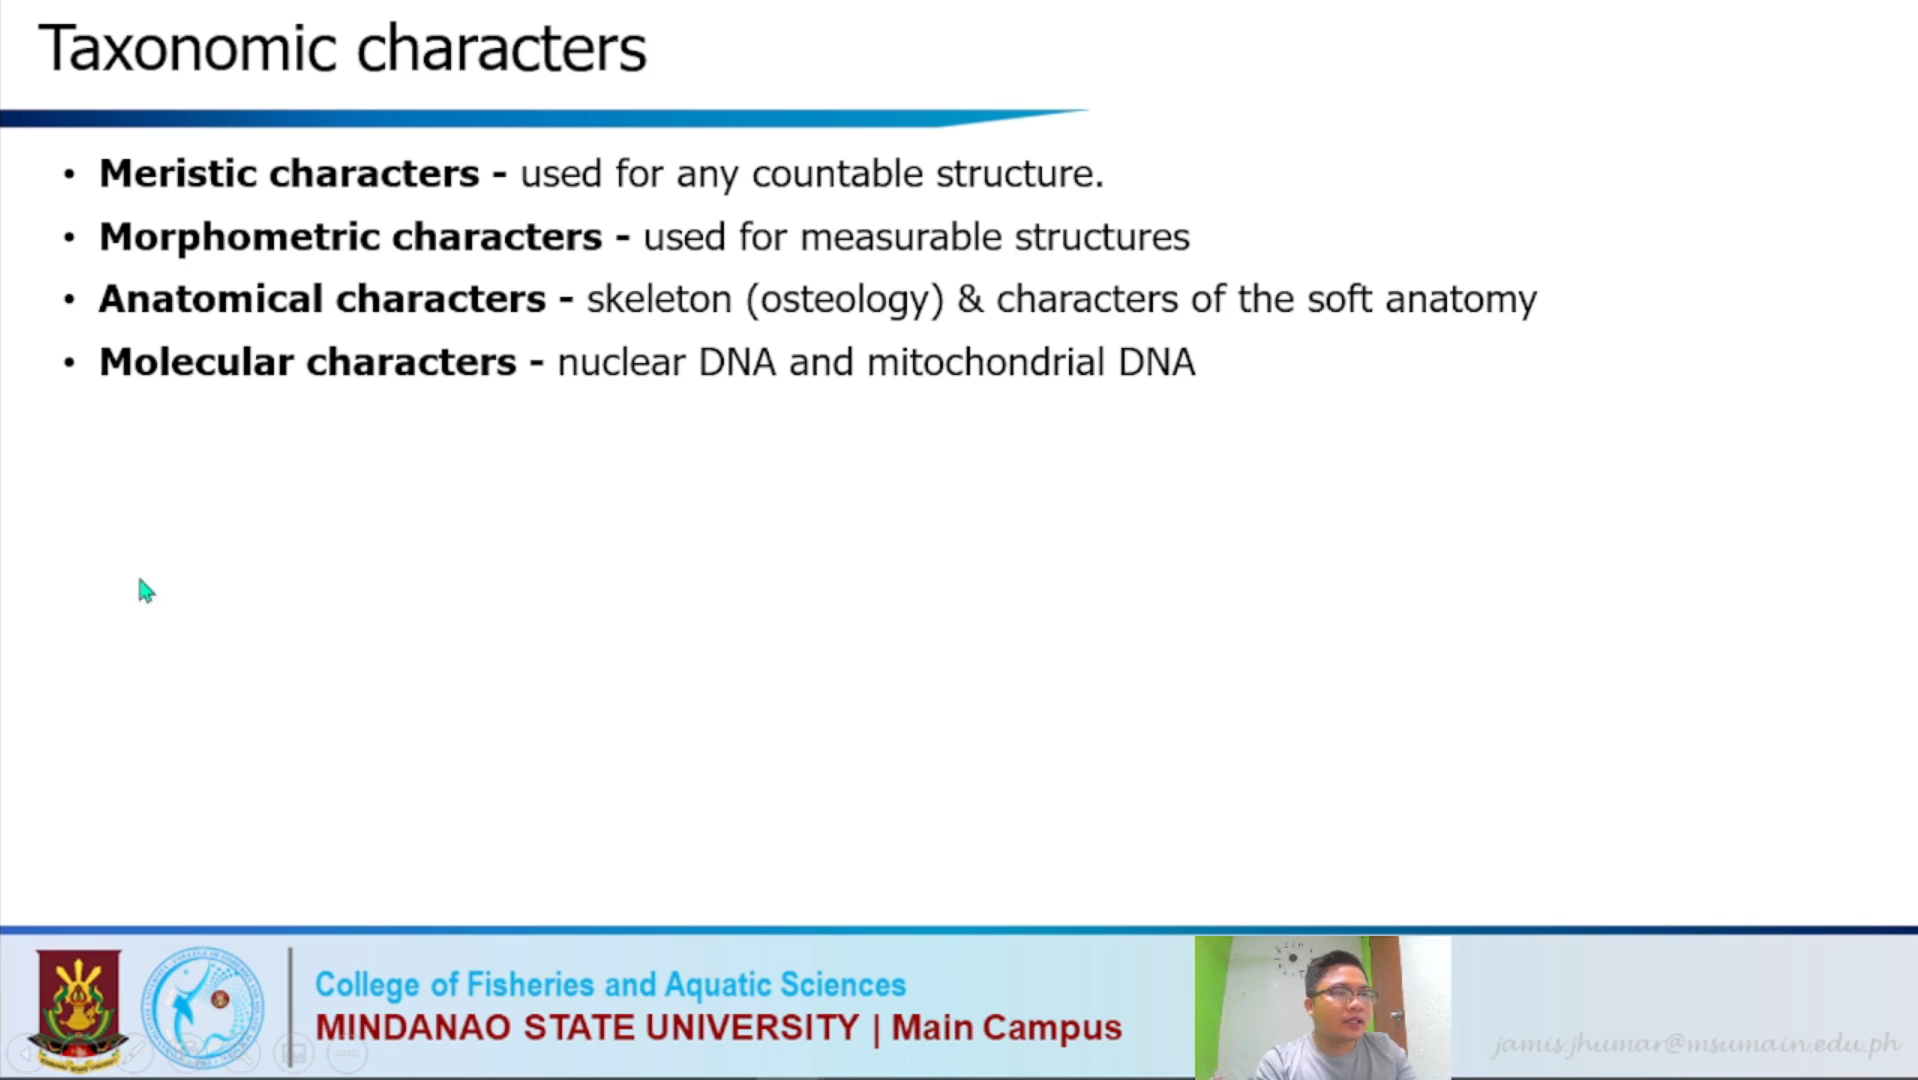 Taxonomic characters
• Meristic characters - used for any countable structure.
• Morphometric characters - used for measurable structures
• Anatomical characters - skeleton (osteology) & characters of the soft anatomy
• Molecular characters - nuclear DNA and mitochondrial DNA
College of Fisheries and Aquatic Sciences
MINDANAO STATE UNIVERSITY | Main Campus
jamis.jhumar@msumain.edu.ph